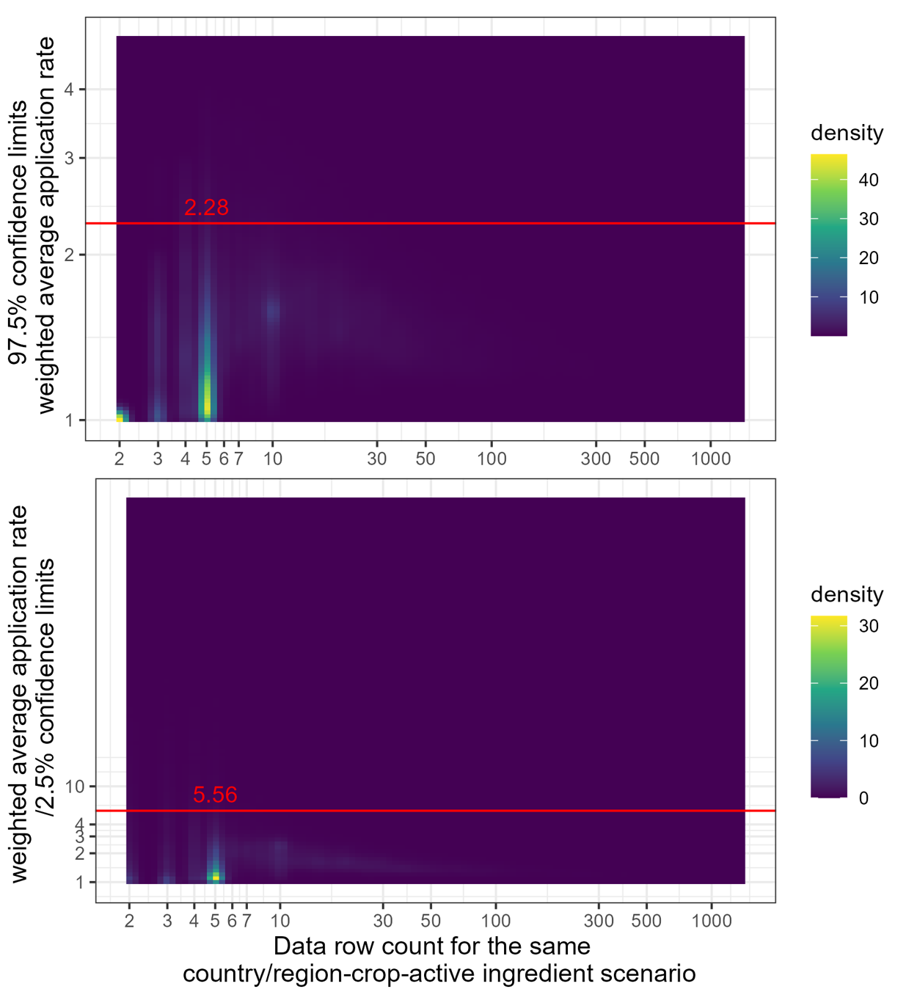 97.5% confidence limits
weighted average application rate
4
3
2
1
2.28
2 3 4 5 6 7 10 30 50 100 300 500 1000
density
40
30
20
10
weighted average application rate
/2.5% confidence limits
10
4
3
2
1
5.56
2 3 4 5 6 7 10 30 50 100 300 500 1000
density
30
20
10
0
Data row count for the same
country/region-crop-active ingredient scenario